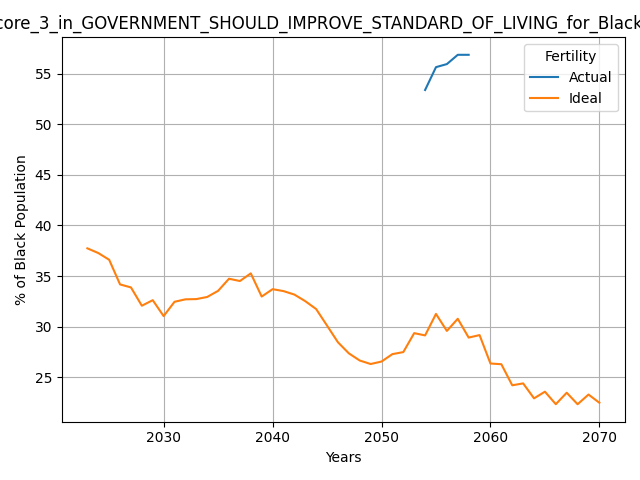 core_3_in_GOVERNMENT_SHOULD_IMPROVE_STANDARD_OF_LIVING_for_Black
Fertility
Actual
Ideal
% of Black Population
55
50
45
40
35
30
25
2030
2040
2050
2060
2070
Years